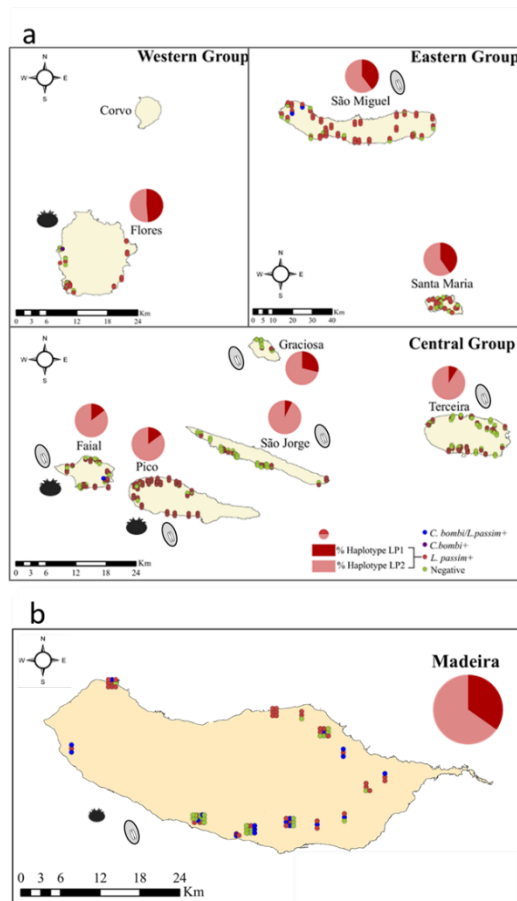 a
Western Group
N
W E
S
Corvo
Flores
0 3 6 12 18 24
Km
Eastern Group
São Miguel
N
W E
S
Santa Maria
0 5 10 20 30 40
Km
Central Group
N
W E
S
Graciosa
Terceira
São Jorge
Faial
Pico
0 3 6 12 18 24
Km
% Haplotype LP1
% Haplotype LP2
C. bombi/L.passim+
C.bombi+
L. passim+
Negative
b
N
W E
S
Madeira
0 3 6 12 18 24
Km